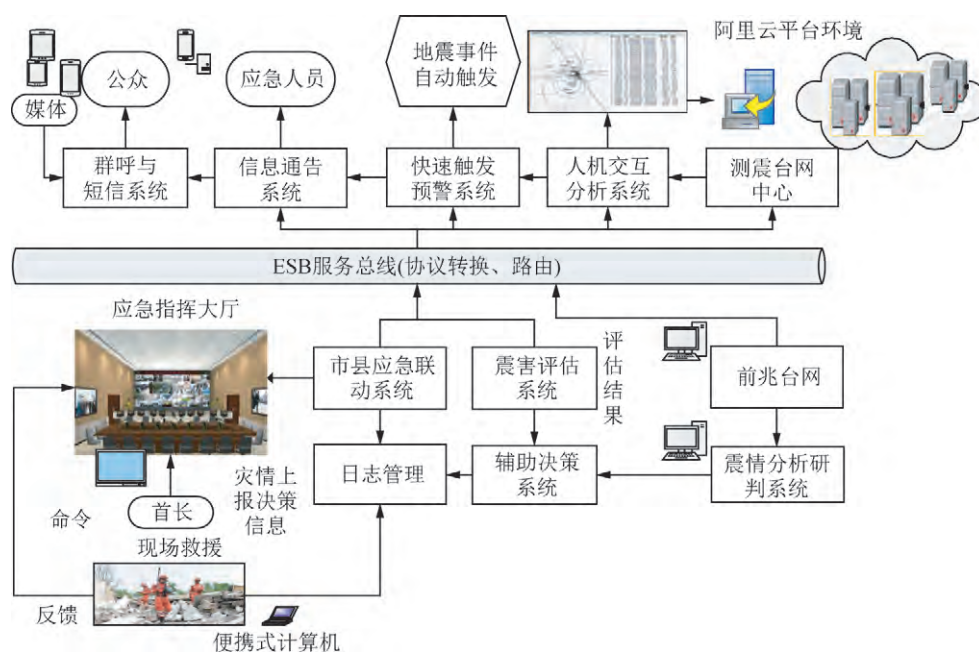 阿里云平台环境
地震事件
自动触发
公众
应急人员
媒体
群呼与
短信系统
信息通告
系统
快速触发
预警系统
人机交互
分析系统
测震台网
中心
ESB服务总线(协议转换、路由)
应急指挥大厅
市县应急联
动系统
震害评估
系统
评
估
结
果
前兆台网
日志管理
辅助决策
系统
震情分析研
判系统
灾情上
报决策
信息
首长
命令
现场救援
反馈
便携式计算机